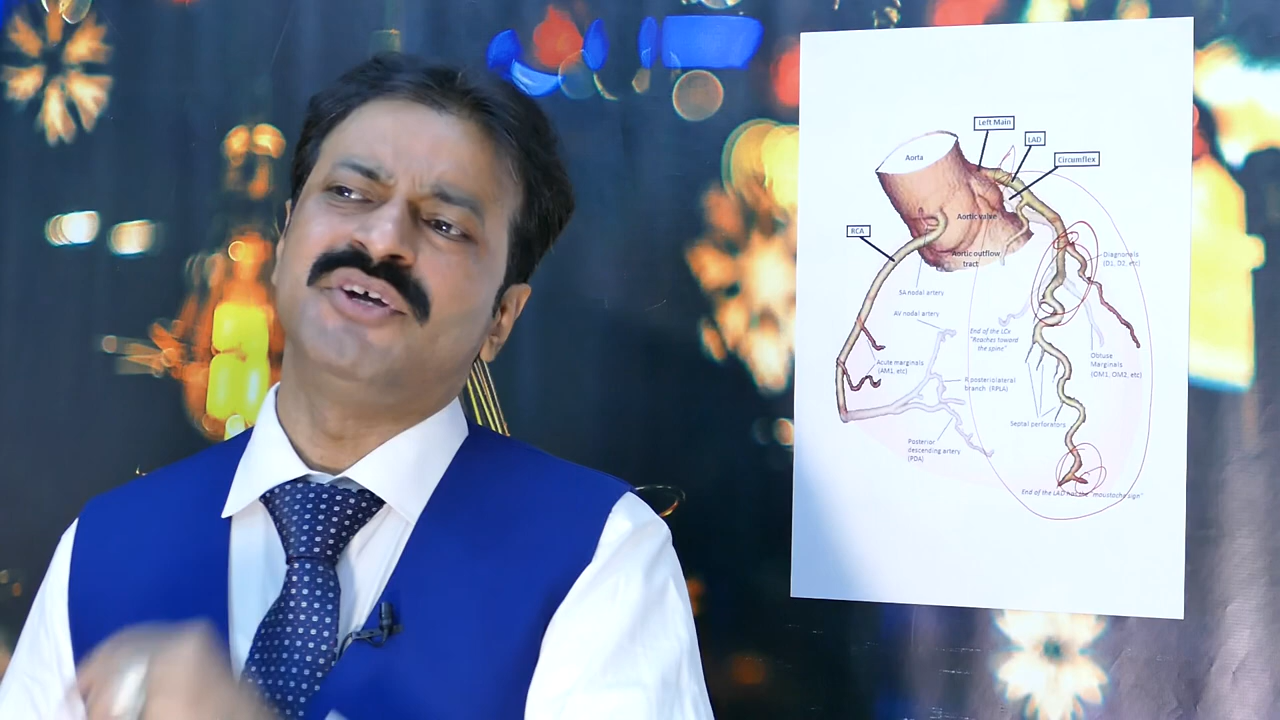 Left Main
LAD
Aorta
Circumflex
Aortic valve
RCA
Aortic outflow
tract
Diagnonals
(D1, D2, etc)
SA nodal artery
AV nodal artery
End of the LCx
"Reaches toward
the spine"
Obtuse
Marginals
(OM1, OM2, etc)
Acute marginals
(AM1, etc)
R posteriolateral
branch (RPLA)
Septal perforators
Posterior
descending artery
(PDA)
End of the LAD has the "moustache sign"